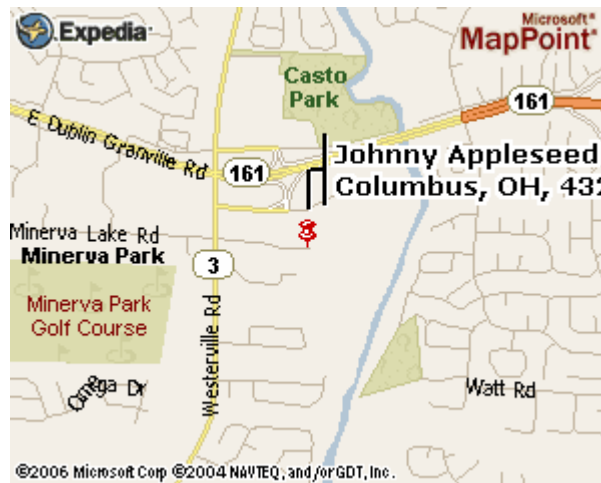 Expedia
Microsoft®
MapPoint®
Casto
Park
161
E Dublin Granville Rd
161
Johnny Appleseed
Columbus, OH, 432
Minerva Lake Rd
Minerva Park
3
Minerva Park
Golf Course
Westerville Rd
Omega Dr
Watt Rd
©2006 Microsoft Corp ©2004 NAVTEQ, and/or GDT, Inc.